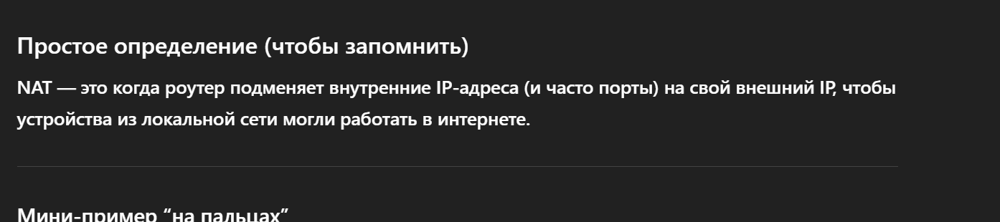 Простое определение (чтобы запомнить)
NAT — это когда роутер подменяет внутренние IP-адреса (и часто порты) на свой внешний IP, чтобы
устройства из локальной сети могли работать в интернете.
Мини-пример “на пальцах”